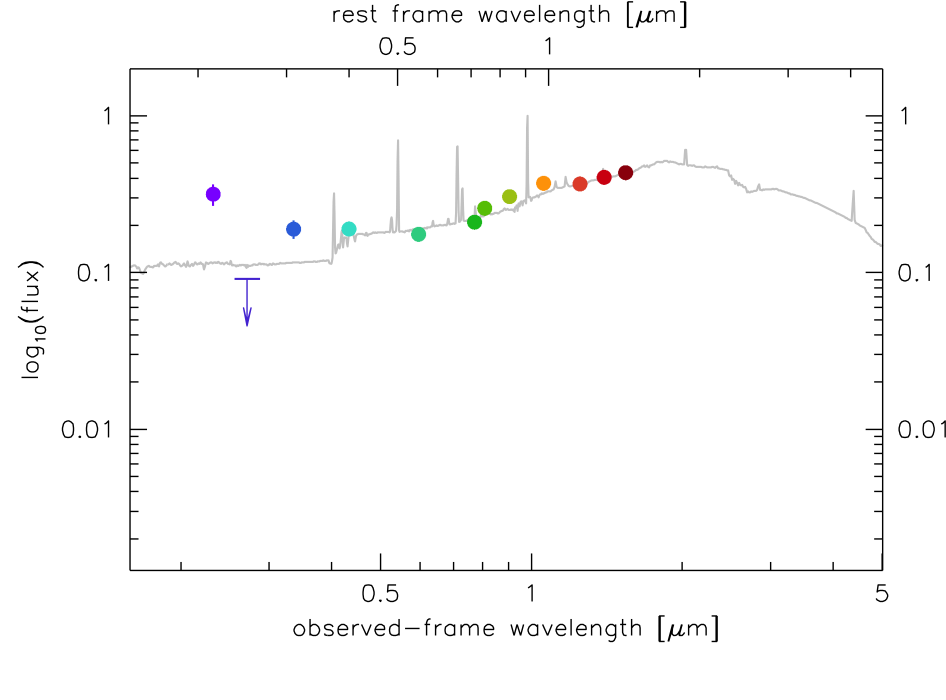 rest frame wavelength [μm]
0.5 1
1 1
0.1 0.1
0.01 0.01
log10(flux)
0.5 1 5
observed-frame wavelength [μm]